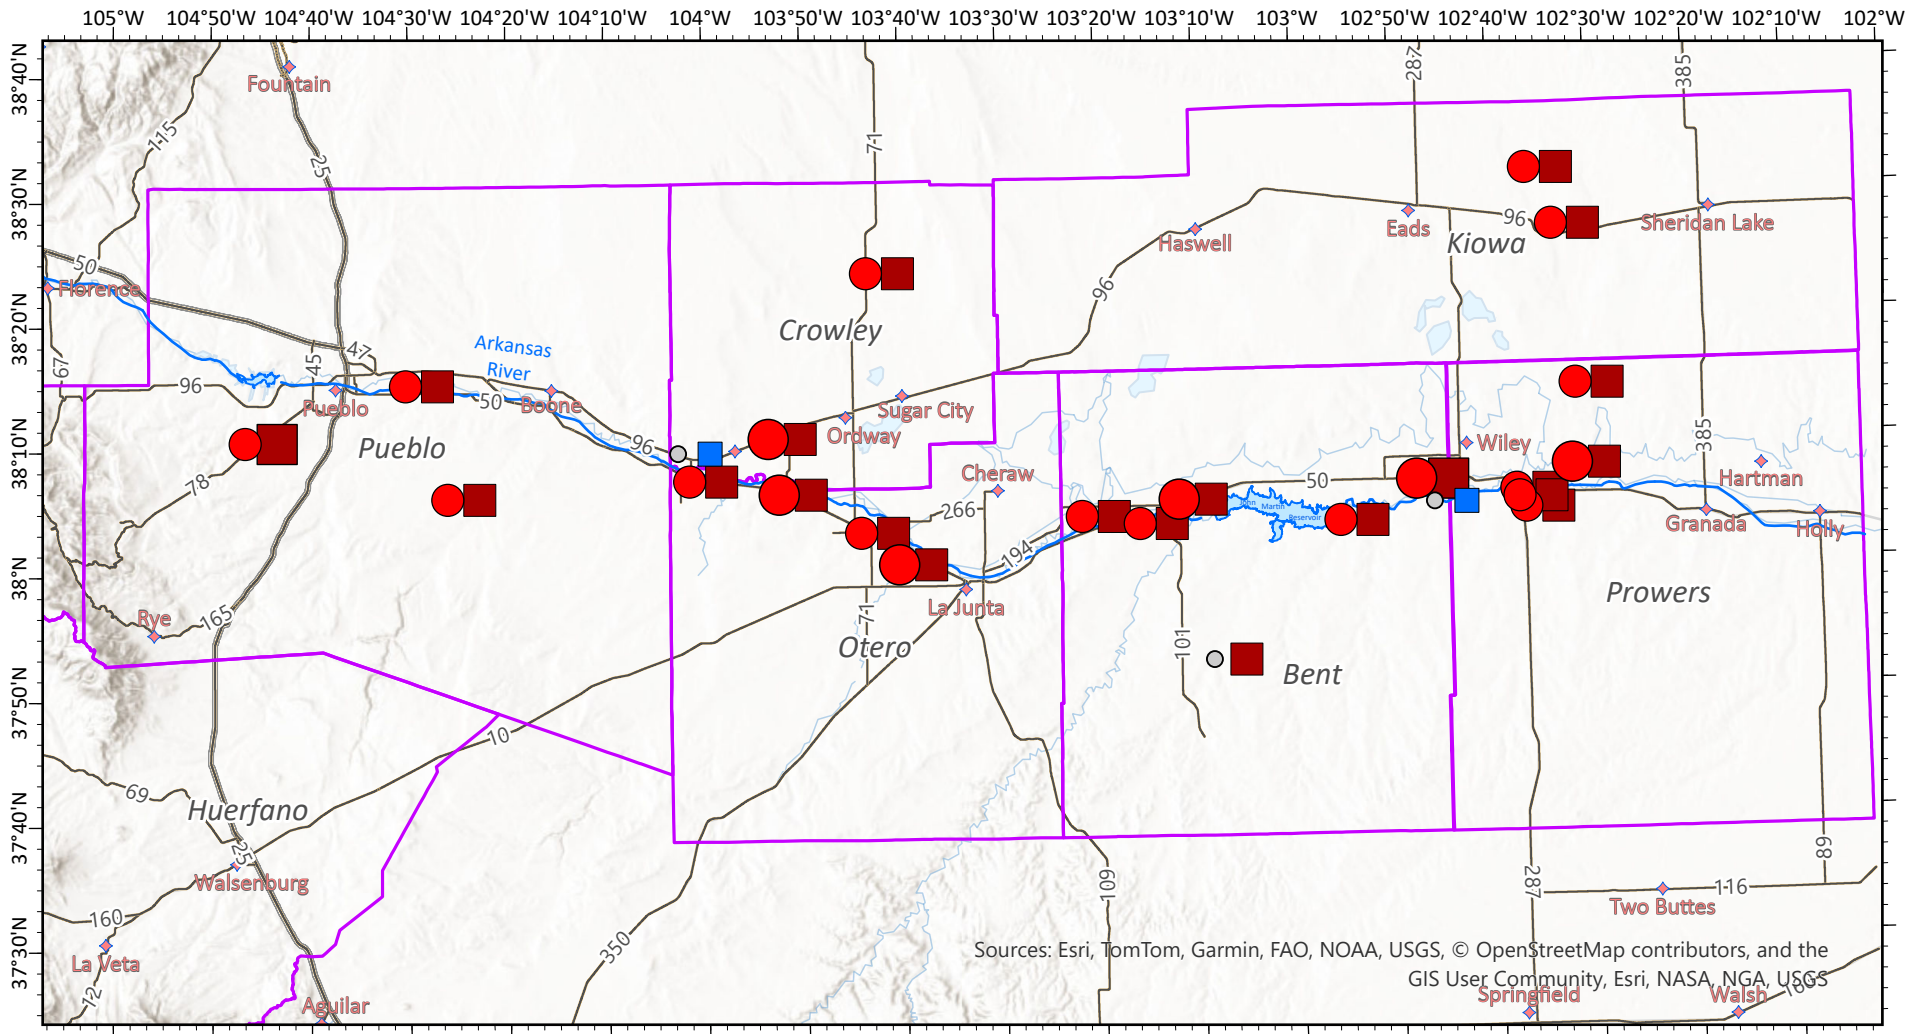 105°W 104°50'W 104°40'W 104°30'W 104°20'W 104°10'W 104°W 103°50'W 103°40'W 103°30'W 103°20'W 103°10'W 103°W 102°50'W 102°40'W 102°30'W 102°20'W 102°10'W 102°W
38°40'N
38°30'N
38°20'N
38°10'N
38°N
37°50'N
37°40'N
37°30'N
Fountain
115
25
71
287
385
50
Florence
67
96
45
47
Pueblo
50
Boone
Arkansas
River
Pueblo
78
96
Crowley
Sugar City
Ordway
Haswell
96
Eads
96
Kiowa
Sheridan Lake
Cheraw
266
194
La Junta
71
Otero
50
John
Martin
Reservoir
101
Bent
Wiley
385
Hartman
Granada
Holly
Prowers
Rye
165
10
69
Huerfano
25
Walsenburg
160
La Veta
12
Aguilar
350
109
287
89
116
Two Buttes
Sources: Esri, TomTom, Garmin, FAO, NOAA, USGS, © OpenStreetMap contributors, and the
GIS User Community, Esri, NASA, NGA, USGS
Springfield
Walsh
160